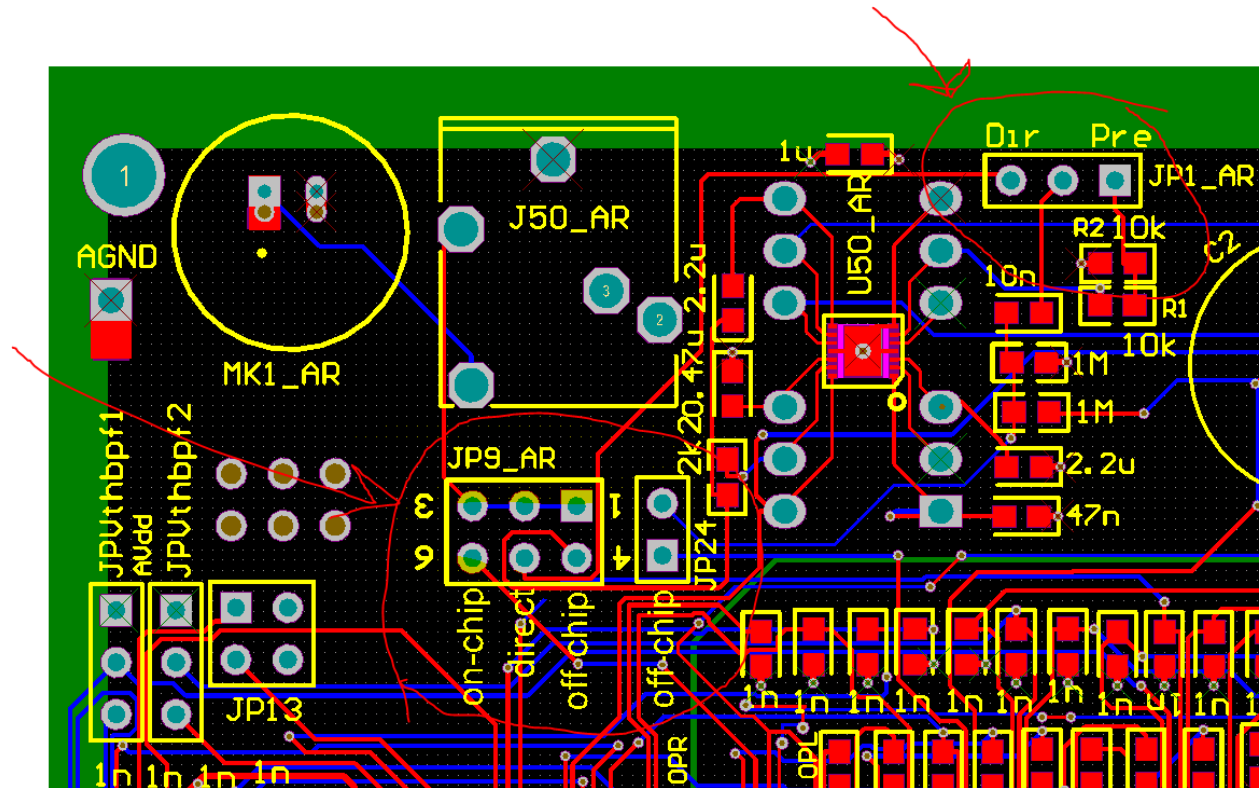 Dir Pre
JP1_AR
1u
1
J50_AR
U50_AR
R2
10k
C2
AGND
3
2
2.2u
10n
R1
10k
MK1_AR
0.47u
1M
1M
2k
2.2u
47n
JPVthbpf1
AVdd
JPVthbpf2
JP9_AR
3
1
6
4
JP24
on-chip
direct
off-chip
off-chip
JP13
1n
1n
1n
1n
1n
1n
1n
1n
1n
1n
1n
1n
1n
1n
OPR
OPL